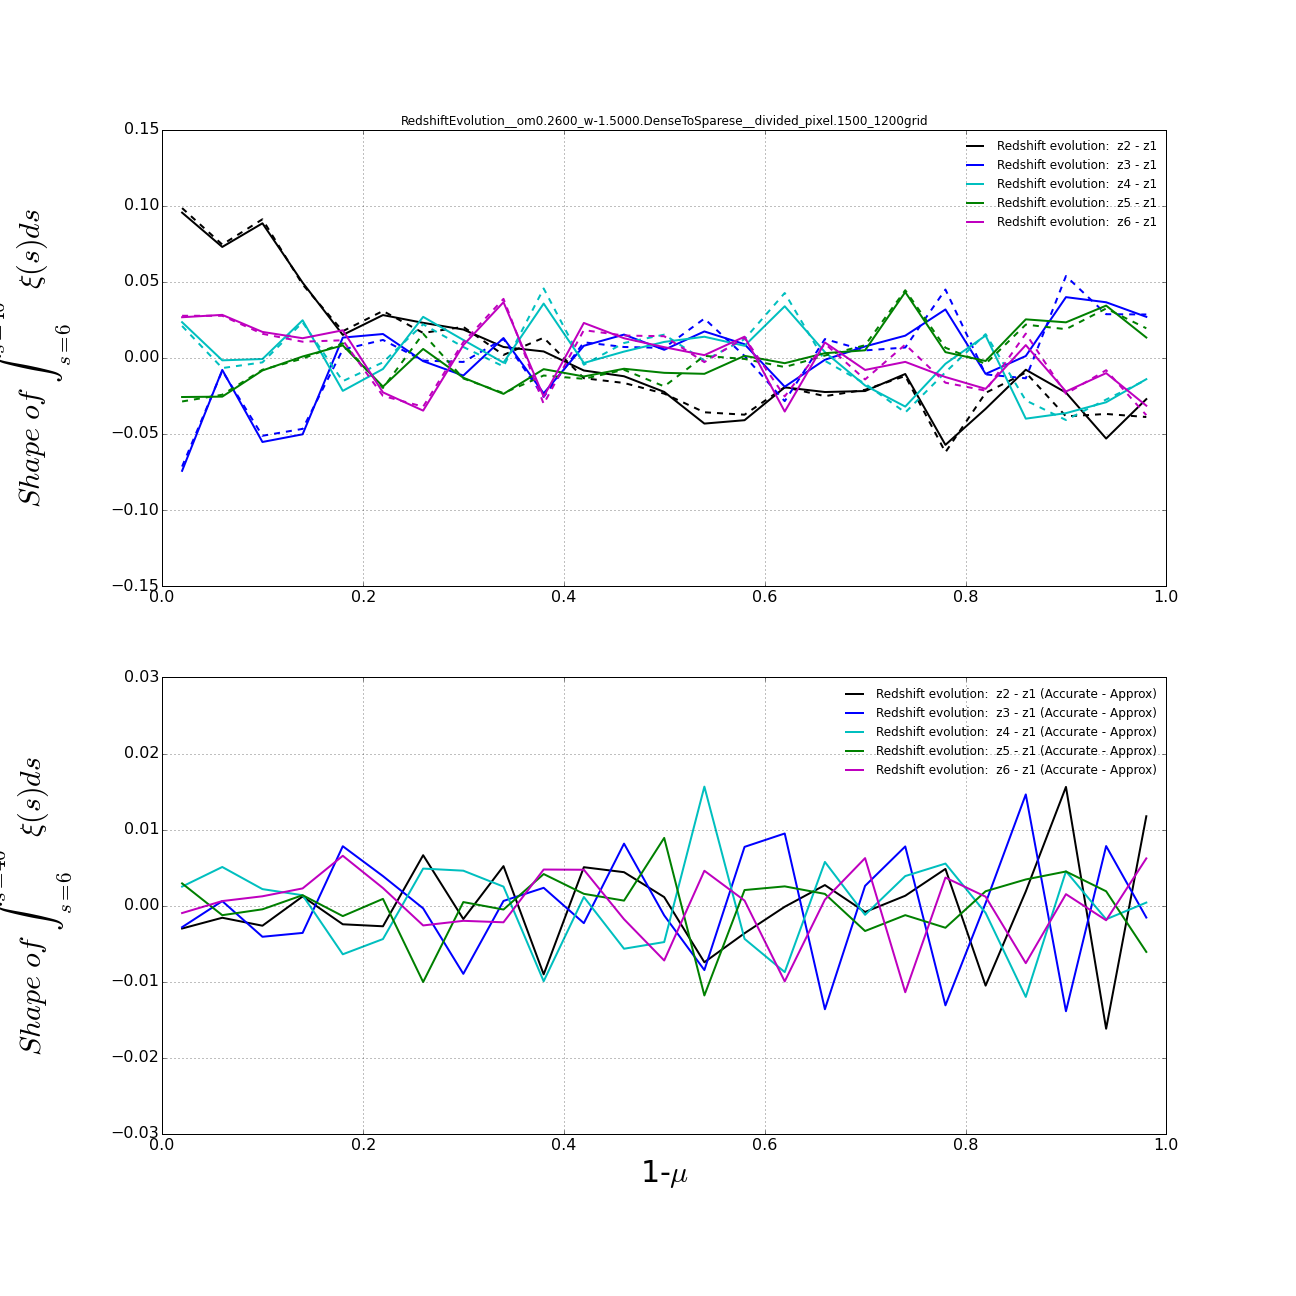 RedshiftEvolution__om0.2600_w-1.5000.DenseToSparese__divided_pixel.1500_1200grid
0.15
0.10
0.05
0.00
−0.05
−0.10
−0.15
Shape of ∫ s=6 ξ(s)ds
Redshift evolution: z2 - z1
Redshift evolution: z3 - z1
Redshift evolution: z4 - z1
Redshift evolution: z5 - z1
Redshift evolution: z6 - z1
0.0 0.2 0.4 0.6 0.8 1.0
0.03
0.02
0.01
0.00
−0.01
−0.02
−0.03
Shape of ∫ s=6 ξ(s)ds
Redshift evolution: z2 - z1 (Accurate - Approx)
Redshift evolution: z3 - z1 (Accurate - Approx)
Redshift evolution: z4 - z1 (Accurate - Approx)
Redshift evolution: z5 - z1 (Accurate - Approx)
Redshift evolution: z6 - z1 (Accurate - Approx)
0.0 0.2 0.4 0.6 0.8 1.0
1-μ